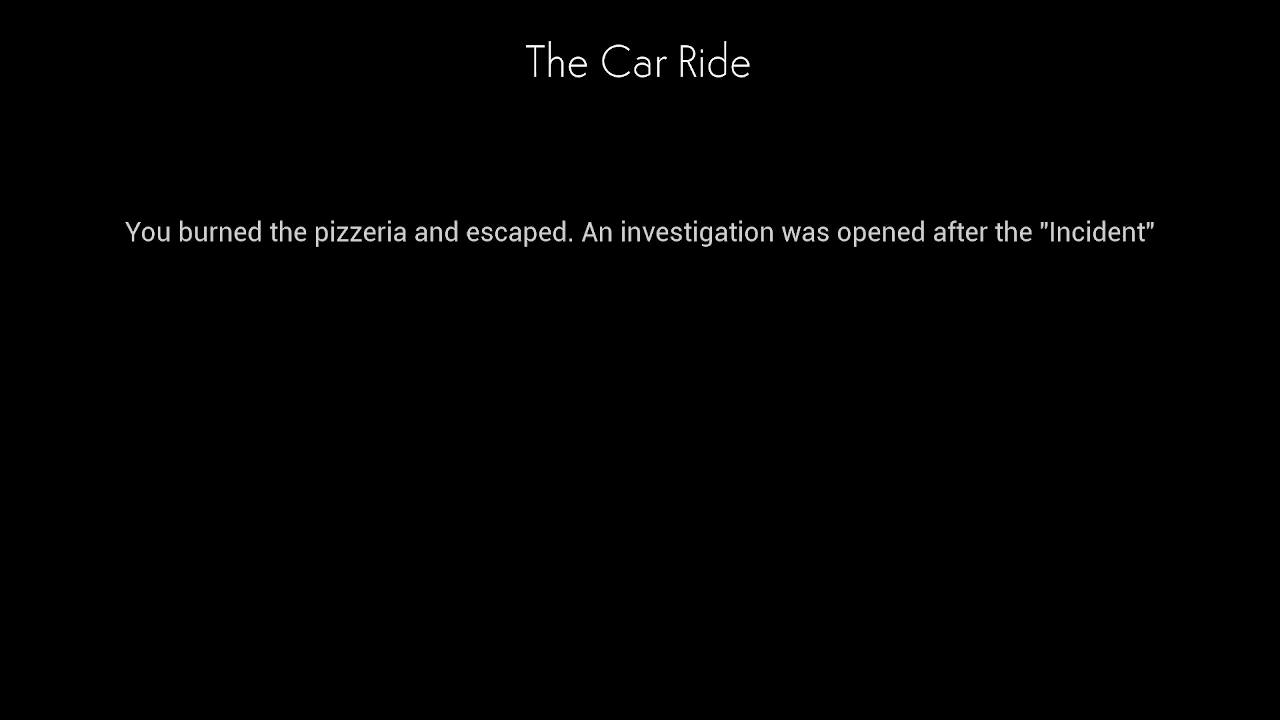 The Car Ride
You burned the pizzeria and escaped. An investigation was opened after the "Incident"